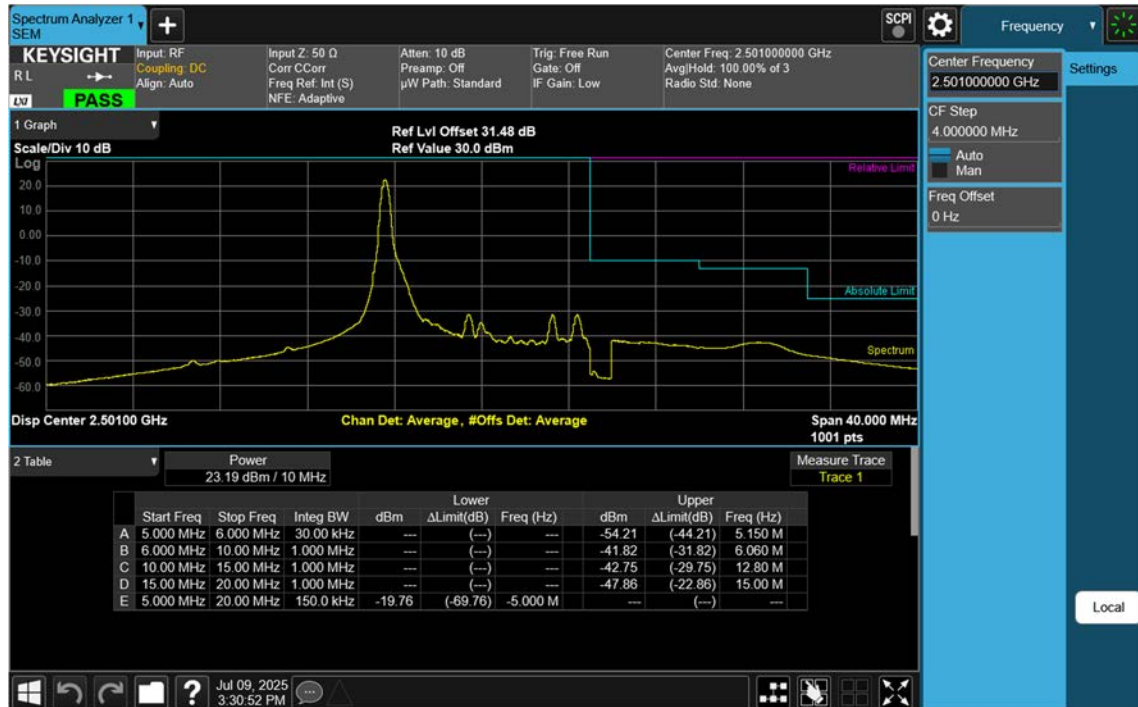 Spectrum Analyzer 1
SEM
+
SCPI
Frequency
KEYSIGHT
R L
LXI
PASS
Input: RF
Coupling: DC
Align: Auto
Input Z: 50 Ω
Corr CCorr
Freq Ref: Int (S)
NFE: Adaptive
Atten: 10 dB
Preamp: Off
µW Path: Standard
Trig: Free Run
Gate: Off
IF Gain: Low
Center Freq: 2.501000000 GHz
Avg|Hold: 100.00% of 3
Radio Std: None
Center Frequency
2.501000000 GHz
Settings
CF Step
4.000000 MHz
Auto
Man
Freq Offset
0 Hz
1 Graph
Scale/Div 10 dB
Ref Lvl Offset 31.48 dB
Ref Value 30.0 dBm
Log
20.0
10.0
0.00
-10.0
-20.0
-30.0
-40.0
-50.0
-60.0
Relative Limit
Absolute Limit
Spectrum
Disp Center 2.50100 GHz
Chan Det: Average, #Offs Det: Average
Span 40.000 MHz
1001 pts
2 Table
Power
23.19 dBm / 10 MHz
Measure Trace
Trace 1
Lower Upper
Start Freq Stop Freq Integ BW dBm ΔLimit(dB) Freq (Hz) dBm ΔLimit(dB) Freq (Hz)
A 5.000 MHz 6.000 MHz 30.00 kHz --- (---) --- -54.21 (-44.21) 5.150 M
B 6.000 MHz 10.00 MHz 1.000 MHz --- (---) --- -41.82 (-31.82) 6.060 M
C 10.00 MHz 15.00 MHz 1.000 MHz --- (---) --- -42.75 (-29.75) 12.80 M
D 15.00 MHz 20.00 MHz 1.000 MHz --- (---) --- -47.86 (-22.86) 15.00 M
E 5.000 MHz 20.00 MHz 150.0 kHz -19.76 (-69.76) -5.000 M --- (---) ---
Local
?
Jul 09, 2025
3:30:52 PM